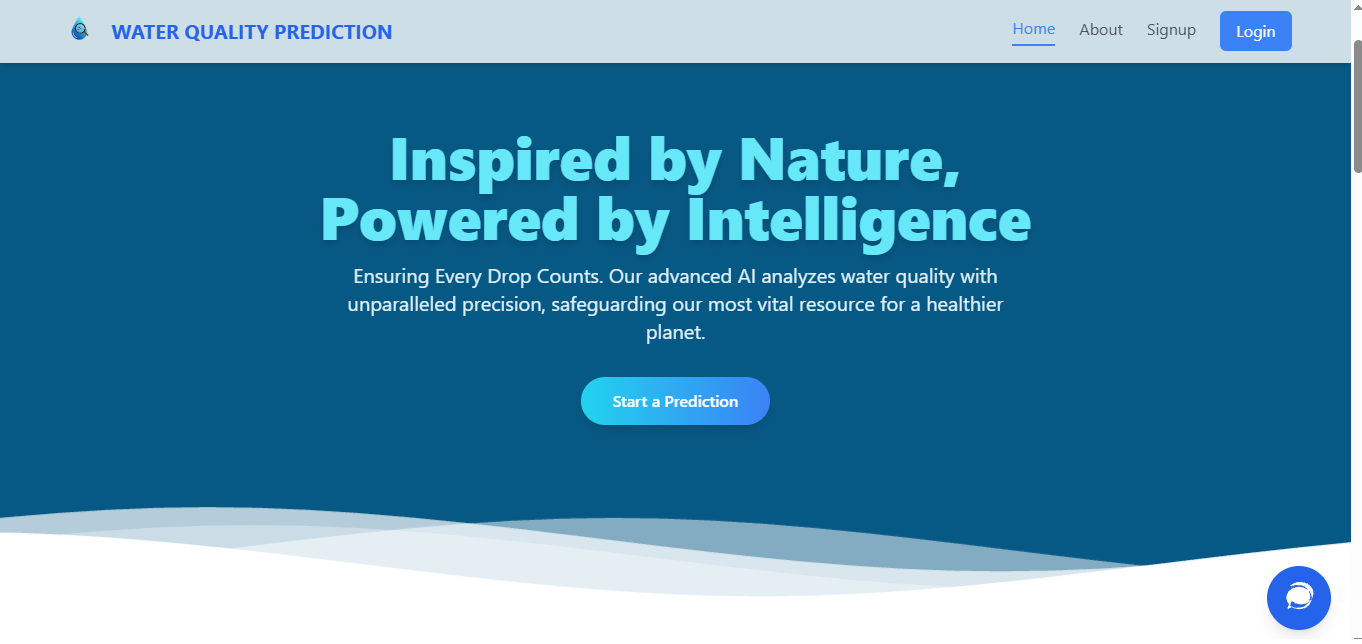 WATER QUALITY PREDICTION
Home
About
Signup
Login
Inspired by Nature,
Powered by Intelligence
Ensuring Every Drop Counts. Our advanced AI analyzes water quality with
unparalleled precision, safeguarding our most vital resource for a healthier
planet.
Start a Prediction